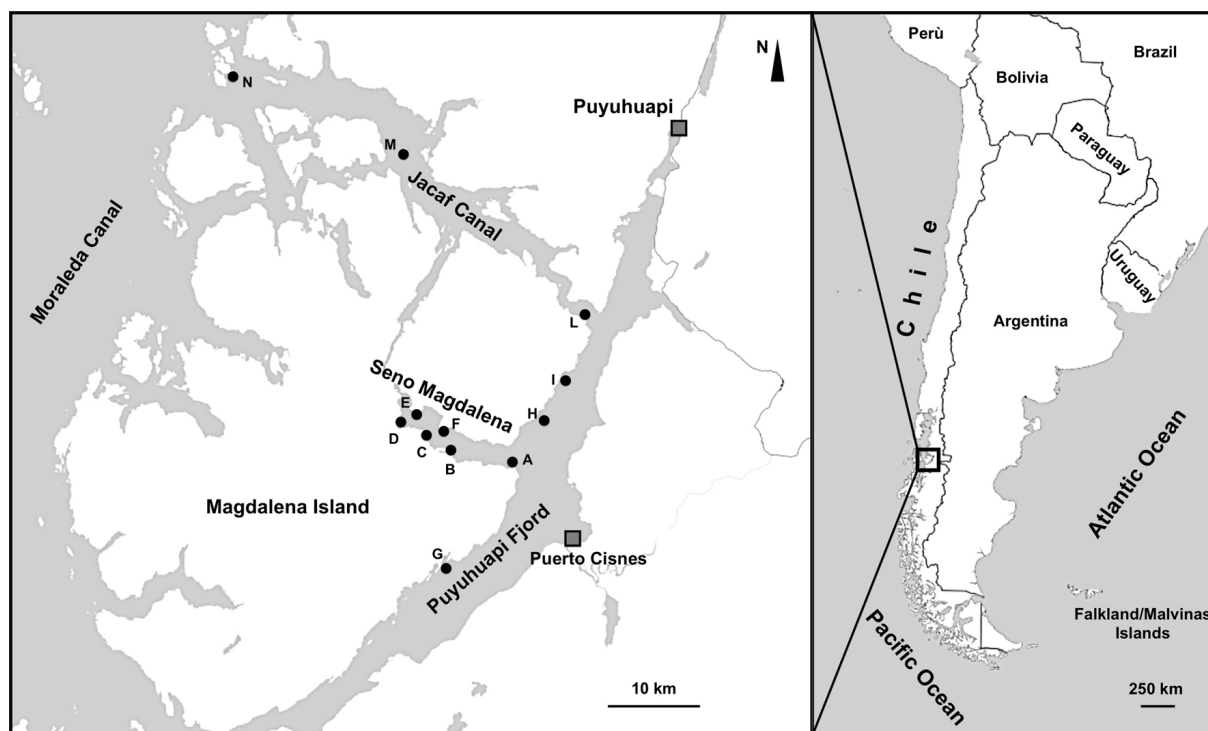 N
N
Puyuhuapi
M
Jacaf Canal
Moraleda Canal
L
I
Seno Magdalena
E
H
D
F
C
B
A
Magdalena Island
G
Puyuhuapi Fjord
Puerto Cisnes
10 km
Perù
Brazil
Bolivia
Paraguay
Chile
Uruguay
Argentina
Atlantic Ocean
Falkland/Malvinas
Islands
Pacific Ocean
250 km